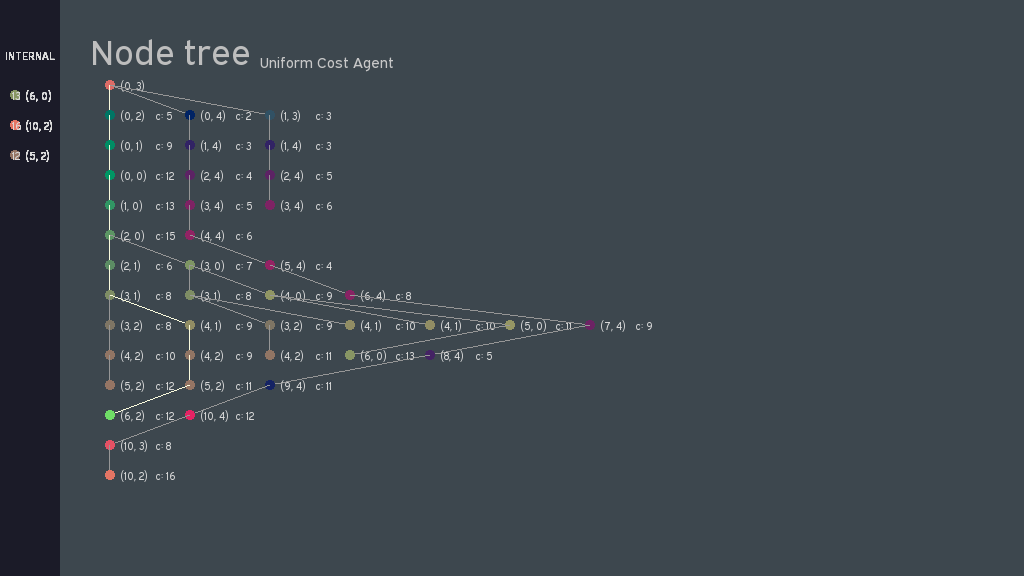 Node tree Uniform Cost Agent
INTERNAL
13 (6, 0)
16 (10, 2)
12 (5, 2)
(0, 3)
(0, 2) c: 5 (0, 4) c: 2 (1, 3) c: 3
(0, 1) c: 9 (1, 4) c: 3 (1, 4) c: 3
(0, 0) c: 12 (2, 4) c: 4 (2, 4) c: 5
(1, 0) c: 13 (3, 4) c: 5 (3, 4) c: 6
(2, 0) c: 15 (4, 4) c: 6
(2, 1) c: 6 (3, 0) c: 7 (5, 4) c: 4
(3, 1) c: 8 (3, 1) c: 8 (4, 0) c: 9 (6, 4) c: 8
(3, 2) c: 8 (4, 1) c: 9 (3, 2) c: 9 (4, 1) c: 10 (4, 1) c: 10 (5, 0) c: 11 (7, 4) c: 9
(4, 2) c: 10 (4, 2) c: 9 (4, 2) c: 11 (6, 0) c: 13 (8, 4) c: 5
(5, 2) c: 12 (5, 2) c: 11 (9, 4) c: 11
(6, 2) c: 12 (10, 4) c: 12
(10, 3) c: 8
(10, 2) c: 16